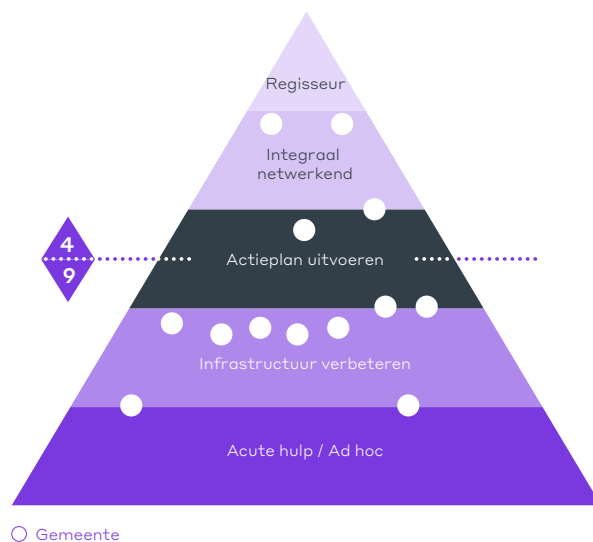 Regisseur
Integraal
netwerkend
4
Actieplan uitvoeren
9
Infrastructuur verbeteren
Acute hulp / Ad hoc
Gemeente